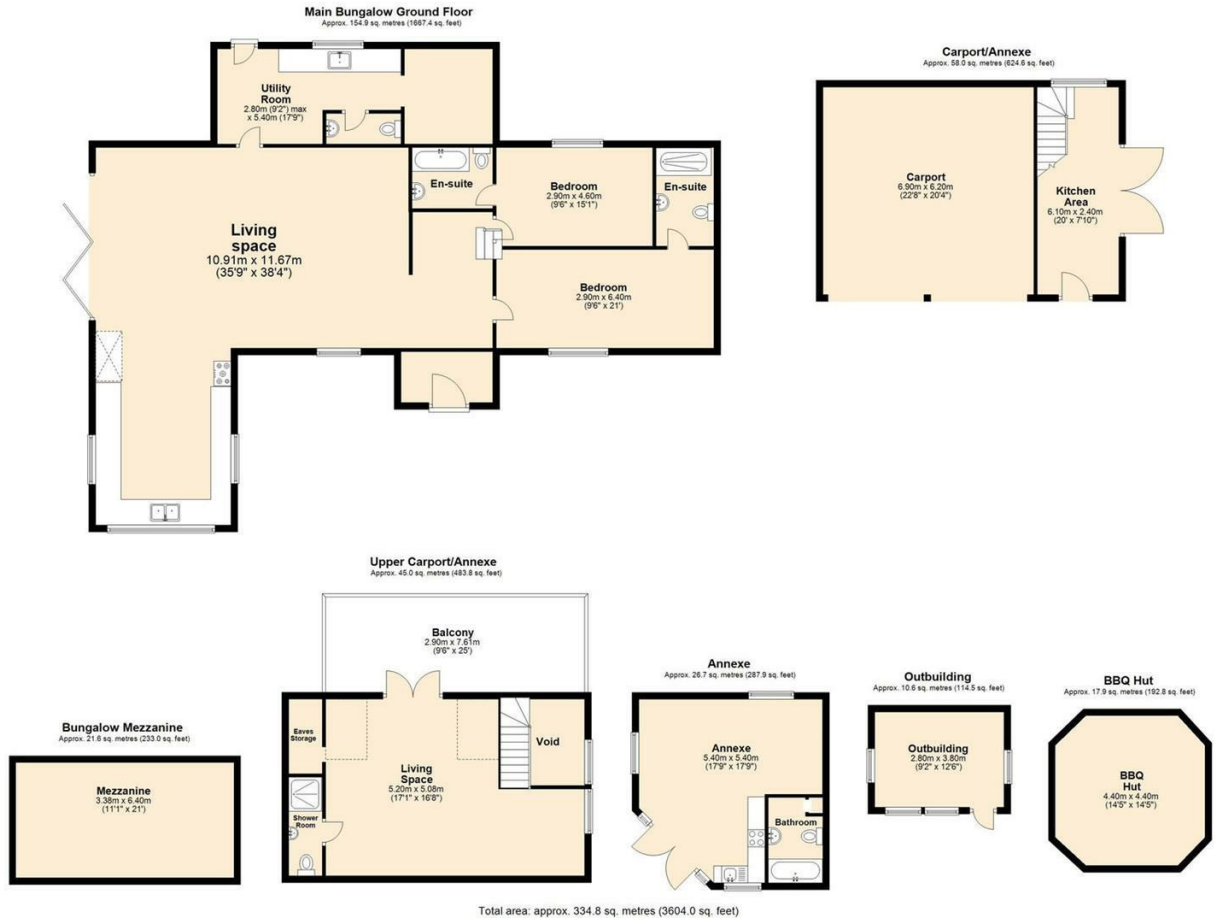 Main Bungalow Ground Floor
Approx. 154.9 sq. metres (1667.4 sq. feet)
Utility
Room
2.80m (9'2") max
x 5.40m (17'9")
En-suite
Bedroom
2.90m x 4.60m
(9'6" x 15'1")
En-suite
Living
space
10.91m x 11.67m
(35'9" x 38'4")
Bedroom
2.90m x 6.40m
(9'6" x 21')
Carport/Annexe
Approx. 58.0 sq. metres (624.6 sq. feet)
Carport
6.90m x 6.20m
(22'8" x 20'4")
Kitchen
Area
6.10m x 2.40m
(20' x 7'10")
Upper Carport/Annexe
Approx. 45.0 sq. metres (483.8 sq. feet)
Balcony
2.90m x 7.61m
(9'6" x 25')
Eaves
Storage
Void
Living
Space
5.20m x 5.08m
(17'1" x 16'8")
Shower
Room
Bungalow Mezzanine
Approx. 21.6 sq. metres (233.0 sq. feet)
Mezzanine
3.38m x 6.40m
(11'1" x 21')
Annexe
Approx. 26.7 sq. metres (287.9 sq. feet)
Annexe
5.40m x 5.40m
(17'9" x 17'9")
Bathroom
Outbuilding
Approx. 10.6 sq. metres (114.5 sq. feet)
Outbuilding
2.80m x 3.80m
(9'2" x 12'6")
BBQ Hut
Approx. 17.9 sq. metres (192.8 sq. feet)
BBQ
Hut
4.40m x 4.40m
(14'5" x 14'5")
Total area: approx. 334.8 sq. metres (3604.0 sq. feet)